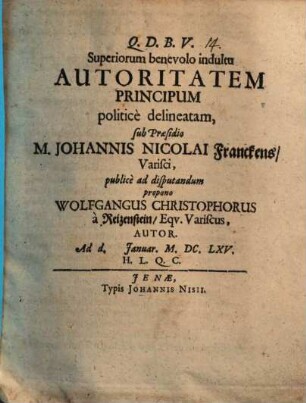 Q. D. B. V. 14.
Superiorum benevolo indultu
AUTORITATEM
PRINCIPUM
politicè delineatam,
sub Præsidio
M. JOHANNIS NICOLAI Franckens/
Varisci,
publicè ad disputandum
propono
WOLFGANGUS CHRISTOPHORUS
à Reizenstein/ Eqv. Variscus,
AUTOR.
Ad d. Januar. M. DC. LXV.
H. L. Q. C.
JENÆ,
Typis JOHANNIS NISII.